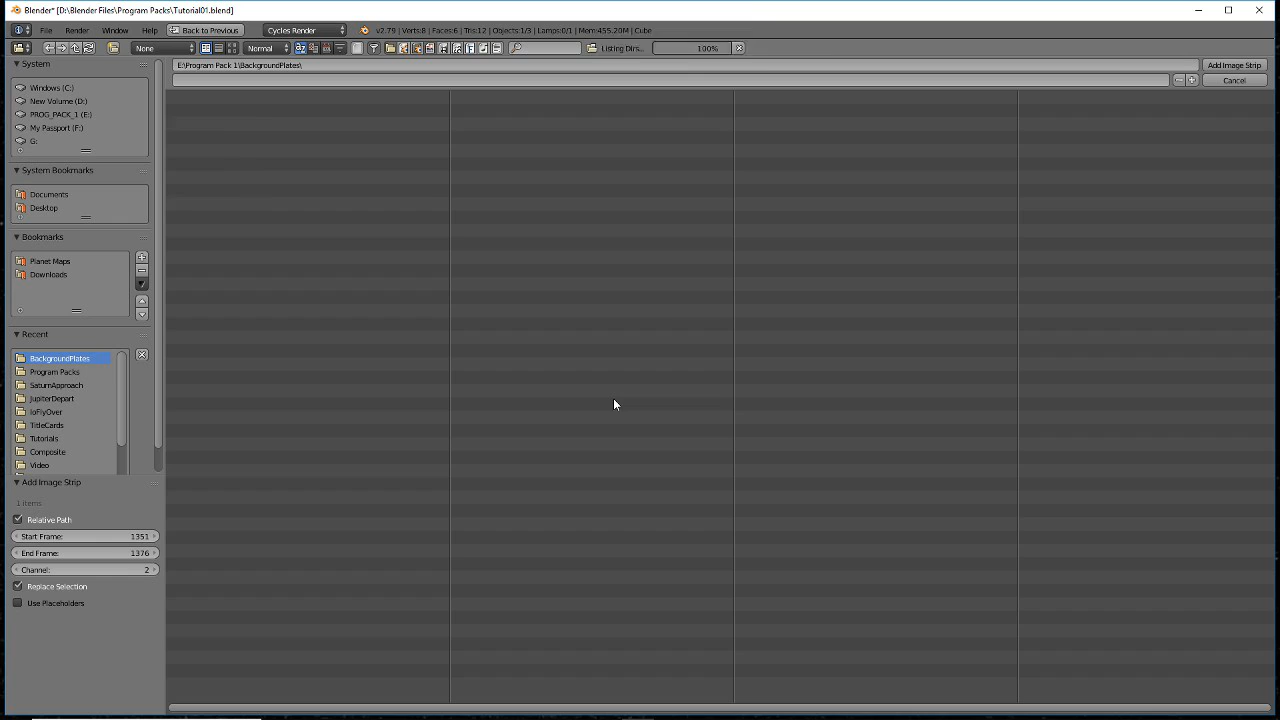 Blender* [D:\Blender Files\Program Packs\Tutorial01.blend]
File Render Window Back to Previous Cycles Render v2.79 | Verts:8 | Faces:6 | Tris:12 | Objects:1/3 | Lamps:0/1 | Mem:455.20M | Cube
None Normal Listing Dirs... 100%
System
E:\Program Pack 1\BackgroundPlates\ Add Image Strip
Cancel
Windows (C:)
New Volume (D:)
PROG_PACK_1 (E:)
My Passport (F:)
G:
System Bookmarks
Documents
Desktop
Bookmarks
Planet Maps
Downloads
Recent
BackgroundPlates
Program Packs
SaturnApproach
JupiterDepart
IoFlyOver
TitleCards
Tutorials
Composite
Video
Add Image Strip
1 items
Relative Path
Start Frame: 1351
End Frame: 1376
Channel: 2
Replace Selection
Use Placeholders